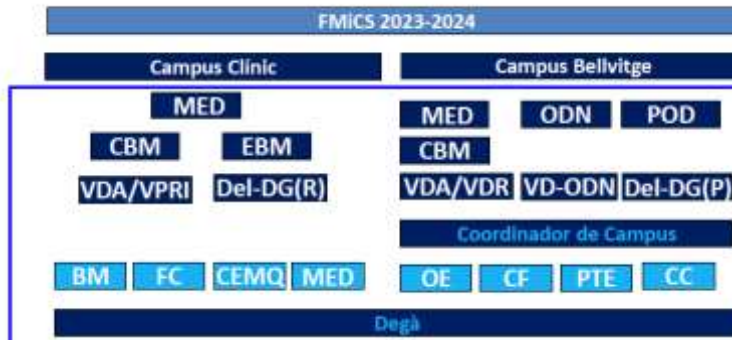 FMiCS 2023-2024
Campus Clínic
Campus Bellvitge
MED
MED ODN POD
CBM EBM
CBM
VDA/VPRI Del-DG(R)
VDA/VDR VD-ODN Del-DG(P)
Coordinador de Campus
BM FC CEMQ MED
OE CF PTE CC
Degà